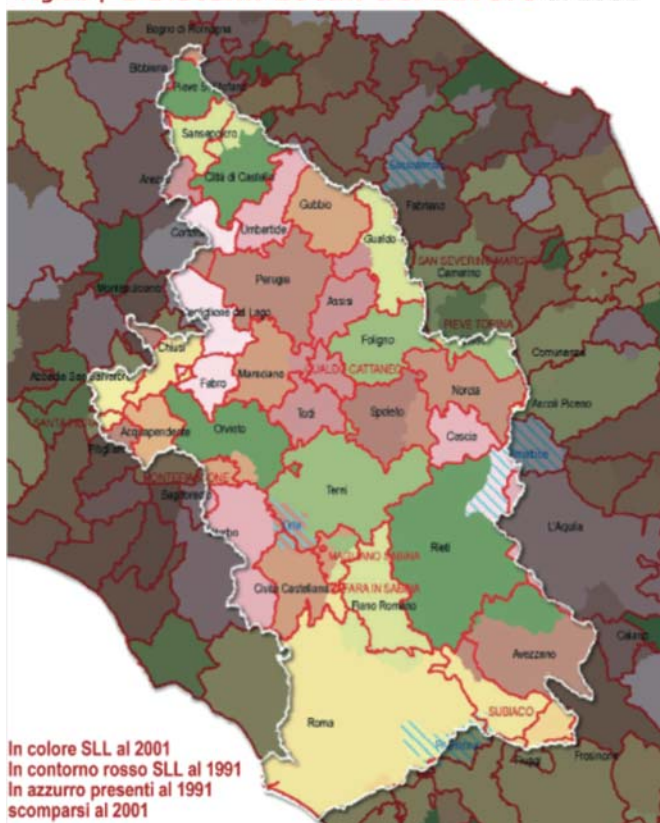 Bagno di Romagna
Bibbiena
Pieve S. Stefano
Sansepolcro
Arezzo
Città di Castello
Gubbio
Fabriano
Umbertide
Gualdo
SAN SEVERINO MARCHE
Camerino
Perugia
Assisi
Montepulciano
Castiglione del Lago
PIEVE TORINA
Foligno
Chiusi
Comunanza
Abbadia San Salvatore
Fabro
Marsciano
GUALDO CATTANEO
Norcia
Ascoli Piceno
Acquapendente
Orvieto
Todi
Spoleto
Cascia
Amatrice
MONTEFIASCONE
Terni
L'Aquila
Viterbo
Rieti
MAGLIANO SABINA
Civita Castellana
FARA IN SABINA
Fiano Romano
Avezzano
Roma
SUBIACO
Frosinone
Fiuggi
In colore SLL al 2001
In contorno rosso SLL al 1991
In azzurro presenti al 1991
scomparsi al 2001